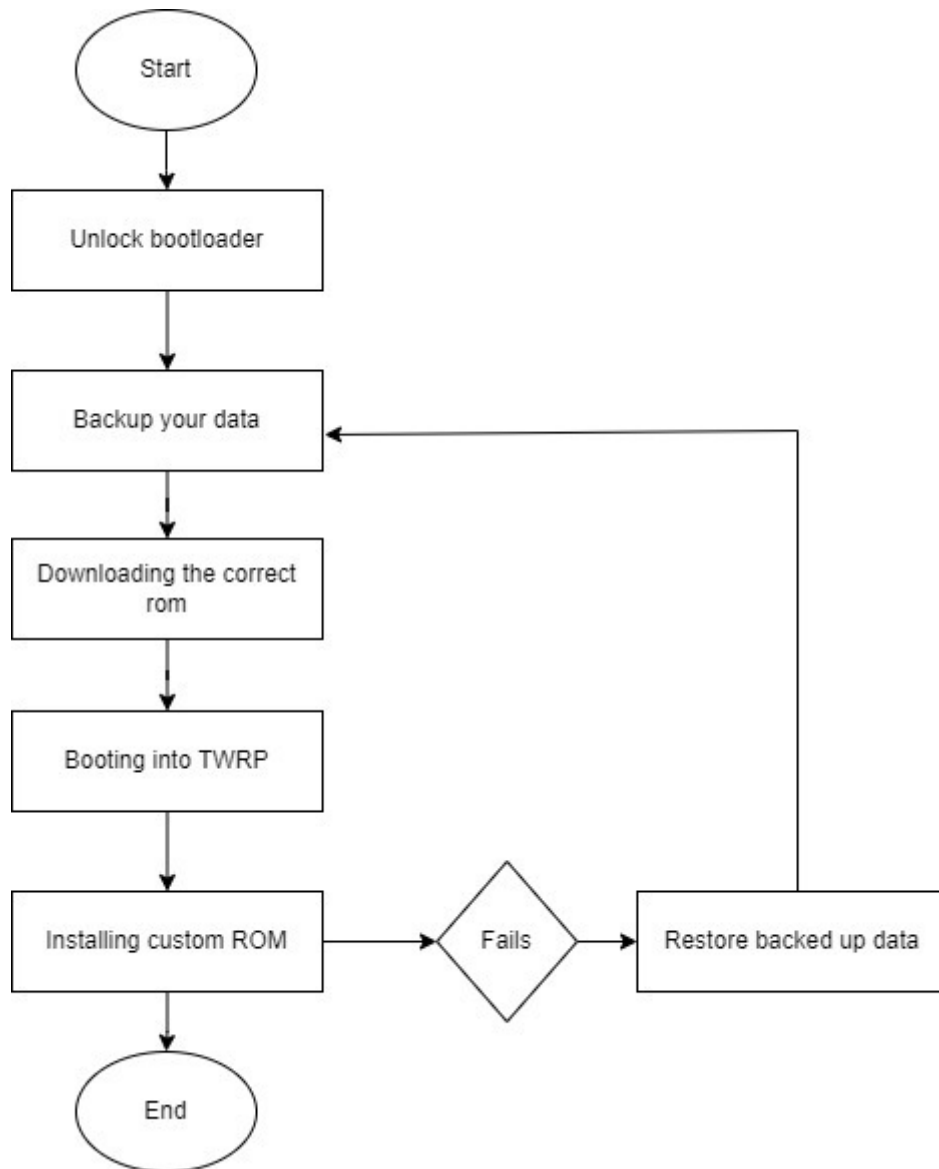 Start
Unlock bootloader
Backup your data
Downloading the correct
rom
Booting into TWRP
Installing custom ROM
Fails
Restore backed up data
End